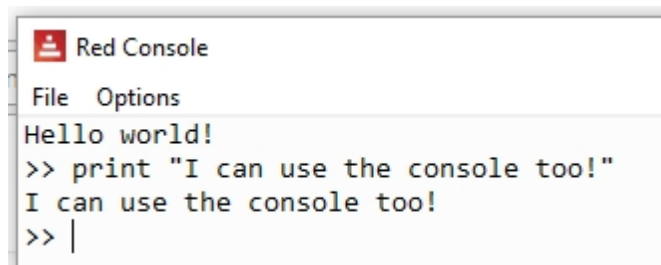 Red Console
File Options
Hello world!
>> print "I can use the console too!"
I can use the console too!
>>